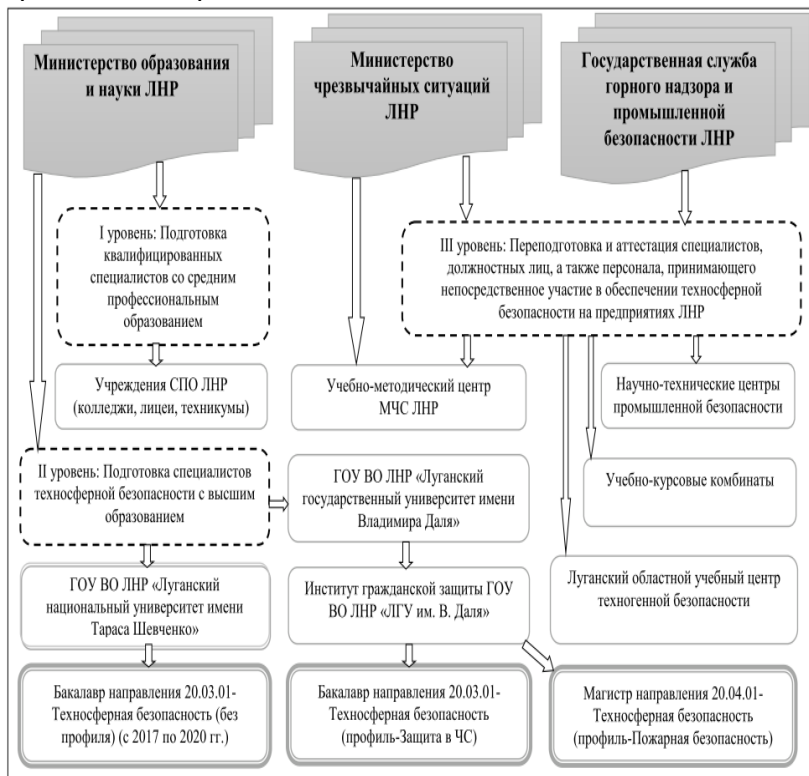 Министерство образования
и науки ЛНР
Министерство
чрезвычайных ситуаций
ЛНР
Государственная служба
горного надзора и
промышленной
безопасности ЛНР
I уровень: Подготовка
квалифицированных
специалистов со средним
профессиональным
образованием
III уровень: Переподготовка и аттестация специалистов,
должностных лиц, а также персонала, принимающего
непосредственное участие в обеспечении техносферной
безопасности на предприятиях ЛНР
Учреждения СПО ЛНР
(колледжи, лицеи, техникумы)
Учебно-методический центр
МЧС ЛНР
Научно-технические центры
промышленной безопасности
II уровень: Подготовка специалистов
техносферной безопасности с высшим
образованием
ГОУ ВО ЛНР «Луганский
государственный университет имени
Владимира Даля»
Учебно-курсовые комбинаты
ГОУ ВО ЛНР «Луганский
национальный университет имени
Тараса Шевченко»
Институт гражданской защиты ГОУ
ВО ЛНР «ЛГУ им. В. Даля»
Луганский областной учебный центр
техногенной безопасности
Бакалавр направления 20.03.01-
Техносферная безопасность (без
профиля) (с 2017 по 2020 гг.)
Бакалавр направления 20.03.01-
Техносферная безопасность
(профиль-Защита в ЧС)
Магистр направления 20.04.01-
Техносферная безопасность
(профиль-Пожарная безопасность)